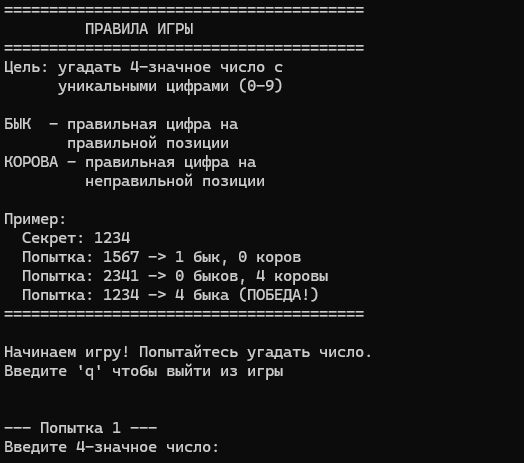 ========================================
ПРАВИЛА ИГРЫ
========================================
Цель: угадать 4-значное число с
уникальными цифрами (0-9)
БЫК - правильная цифра на
правильной позиции
КОРОВА - правильная цифра на
неправильной позиции
Пример:
Секрет: 1234
Попытка: 1567 -> 1 бык, 0 коров
Попытка: 2341 -> 0 быков, 4 коровы
Попытка: 1234 -> 4 быка (ПОБЕДА!)
========================================
Начинаем игру! Попытайтесь угадать число.
Введите 'q' чтобы выйти из игры
--- Попытка 1 ---
Введите 4-значное число: